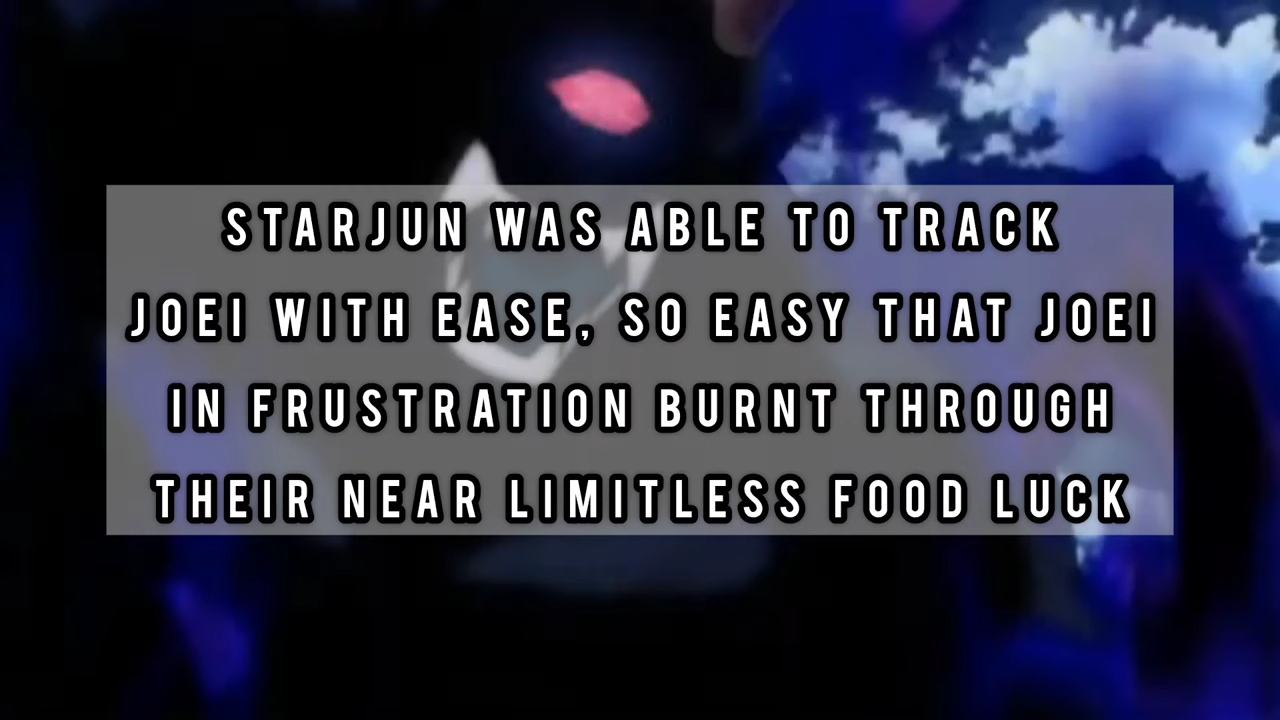 STARJUN WAS ABLE TO TRACK
JOEI WITH EASE, SO EASY THAT JOEI
IN FRUSTRATION BURNT THROUGH
THEIR NEAR LIMITLESS FOOD LUCK